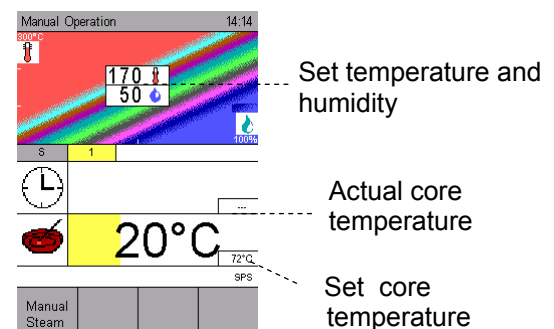 Manual Operation 14:14
300°C
170
50
100%
S 1
Set temperature and
humidity
...
Actual core
temperature
20°C
72°C
SPS
Set core
temperature
Manual
Steam